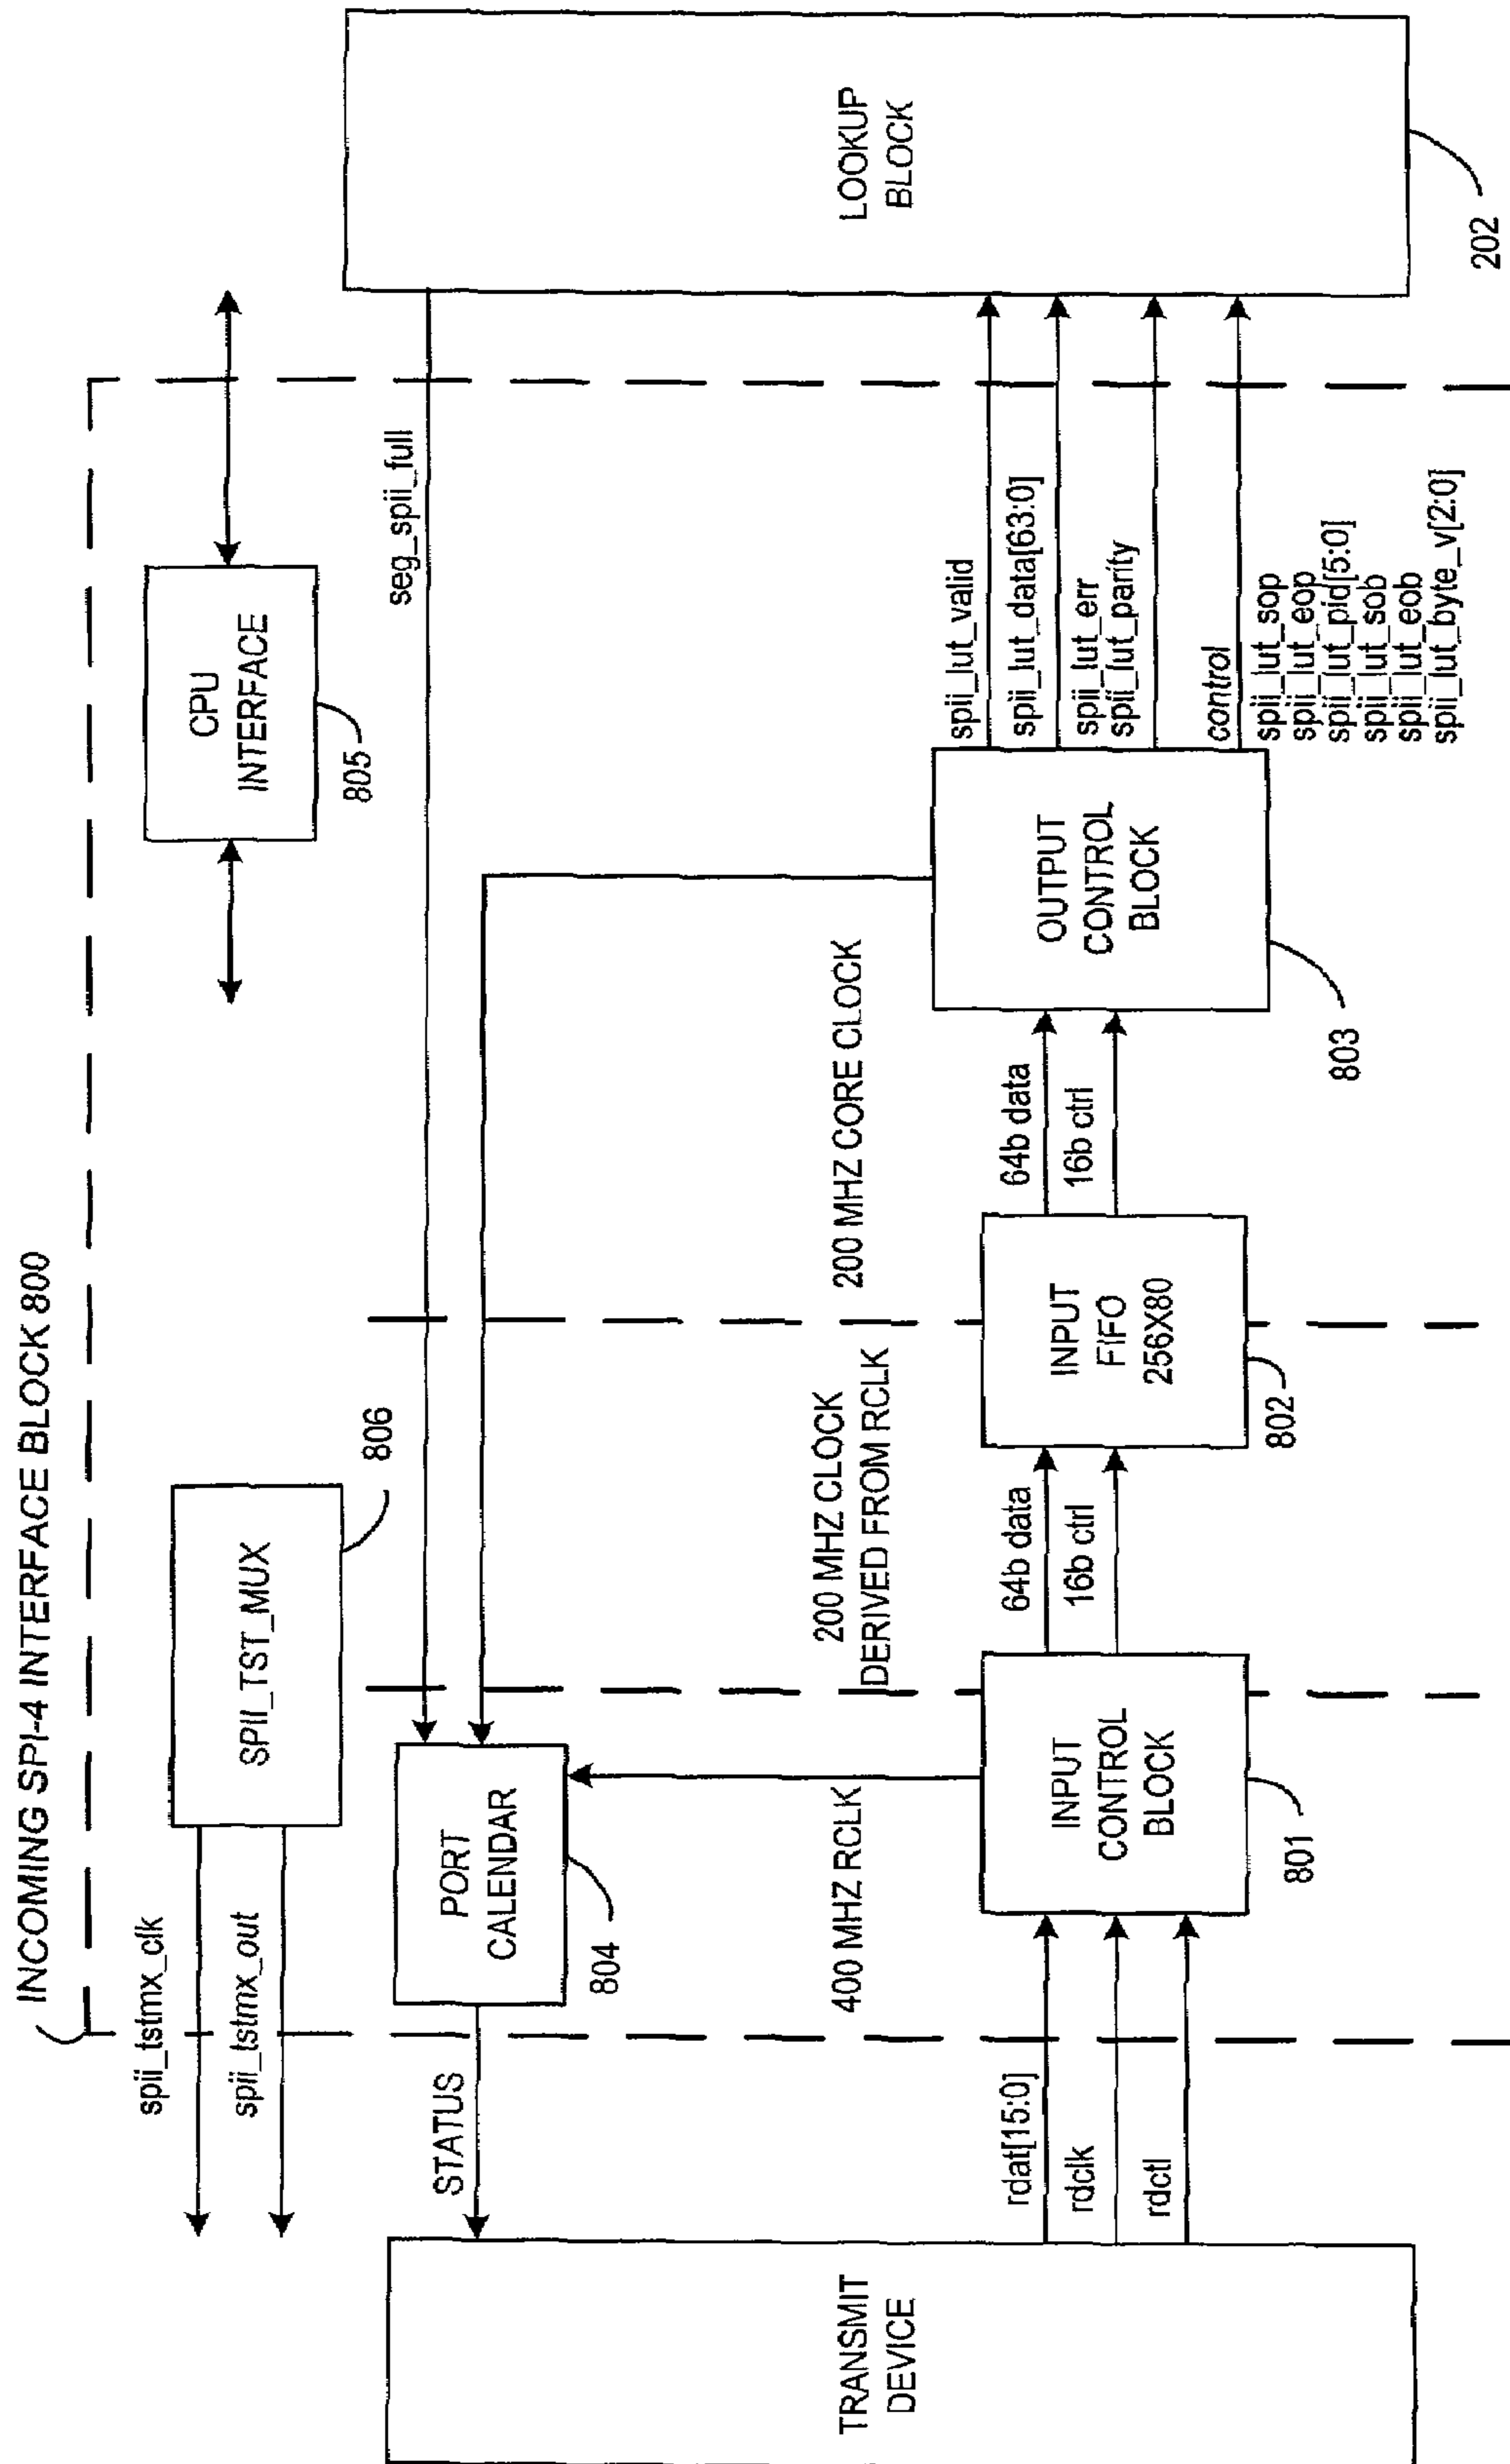 INCOMING SPI-4 INTERFACE BLOCK 800
spii_tstmx_clk
spii_tstmx_out
SPII_TST_MUX
806
CPU
INTERFACE
805
seg_spii_full
STATUS
PORT
CALENDAR
804
400 MHZ RCLK
200 MHZ CLOCK
DERIVED FROM RCLK
200 MHZ CORE CLOCK
TRANSMIT
DEVICE
rdat[15:0]
rdclk
rdctl
INPUT
CONTROL
BLOCK
801
64b data
16b ctrl
INPUT
FIFO
256X80
802
64b data
16b ctrl
OUTPUT
CONTROL
BLOCK
803
spii_lut_valid
spii_lut_data[63:0]
spii_lut_err
spii_lut_parity
control
spii_lut_sop
spii_lut_eop
spii_lut_pid[5:0]
spii_lut_sob
spii_lut_eob
spii_lut_byte_v[2:0]
LOOKUP
BLOCK
202